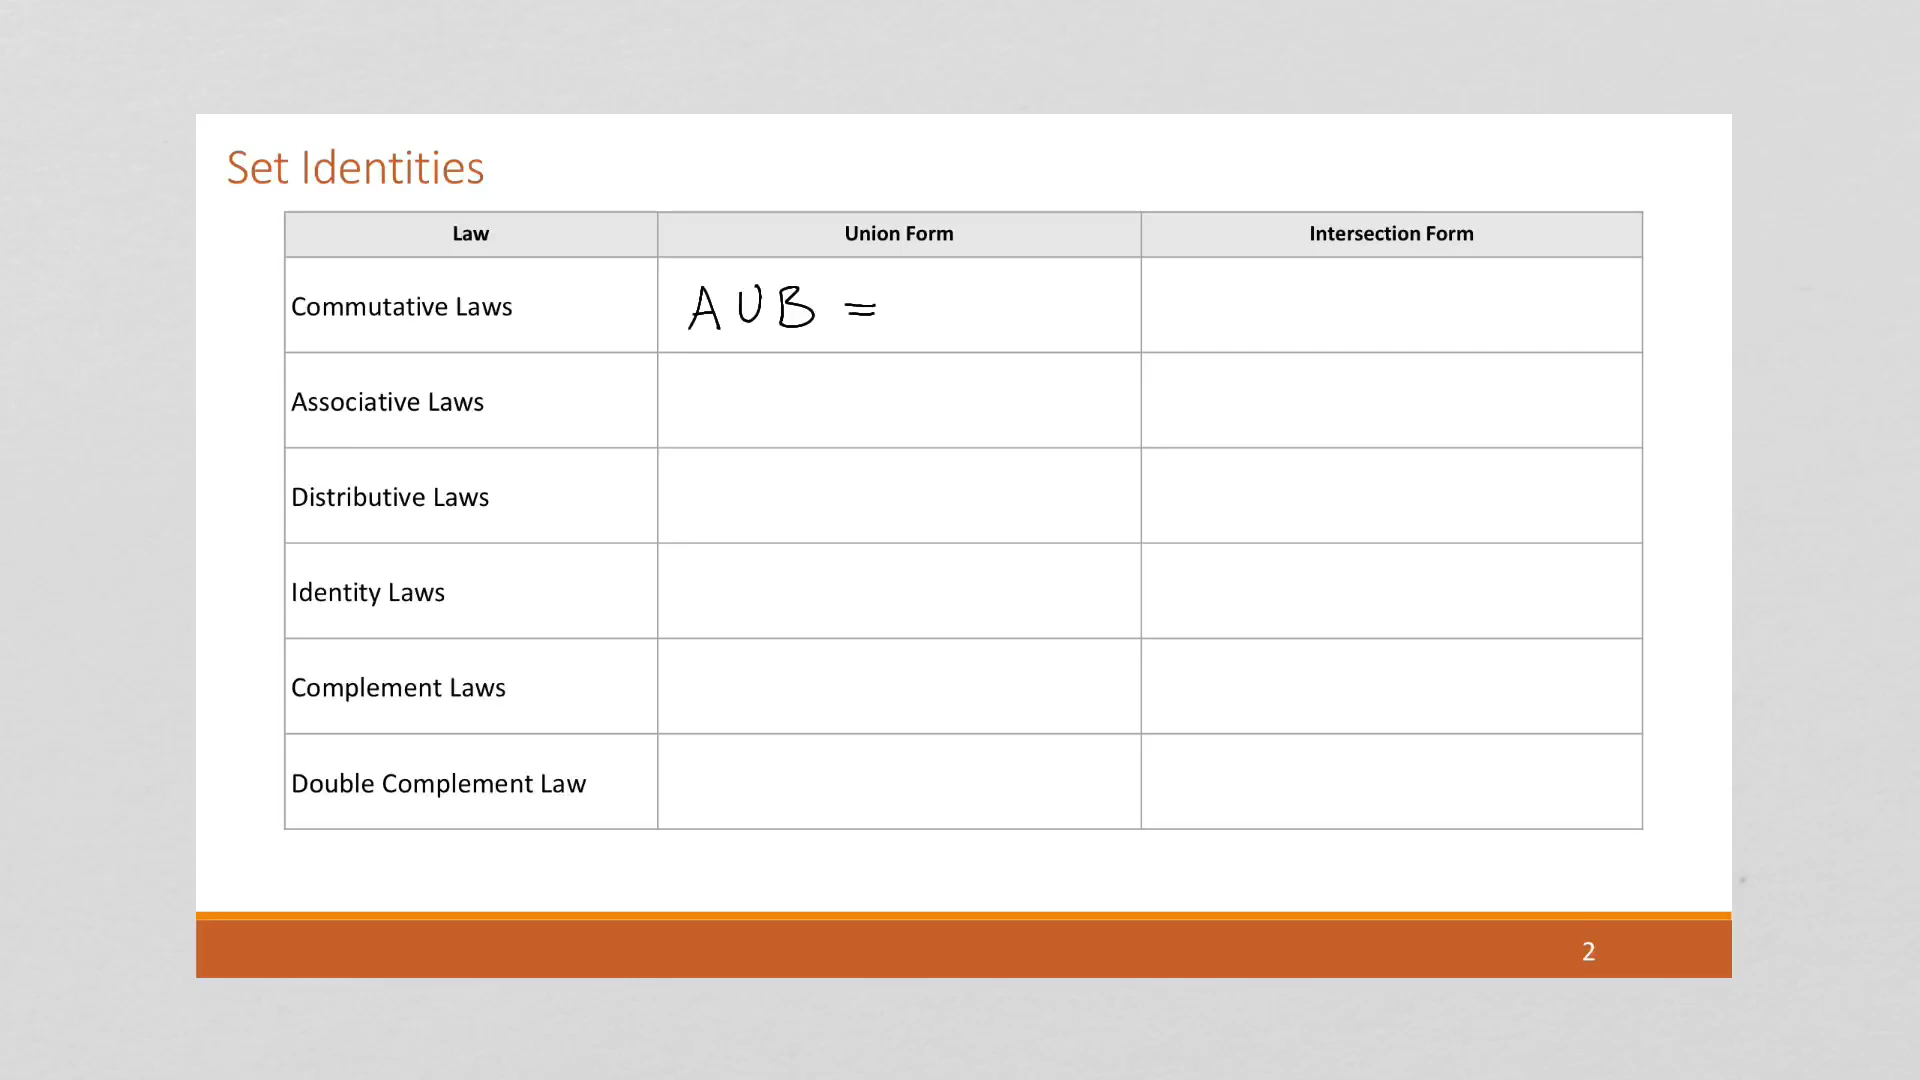 Set Identities
Law Union Form Intersection Form
Commutative Laws A ∪ B =
Associative Laws
Distributive Laws
Identity Laws
Complement Laws
Double Complement Law
2